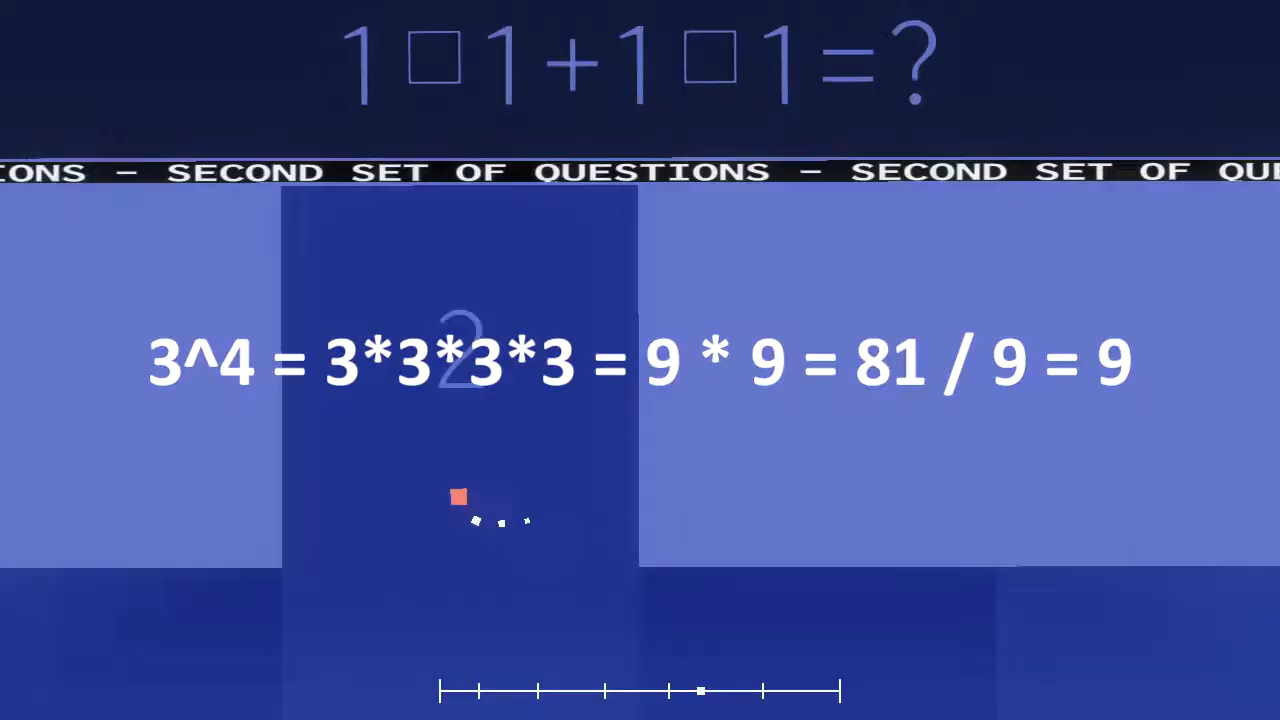 1□1+1□1=?
IONS – SECOND SET OF QUESTIONS – SECOND SET OF QUE
2
3^4 = 3*3*3*3 = 9 * 9 = 81 / 9 = 9